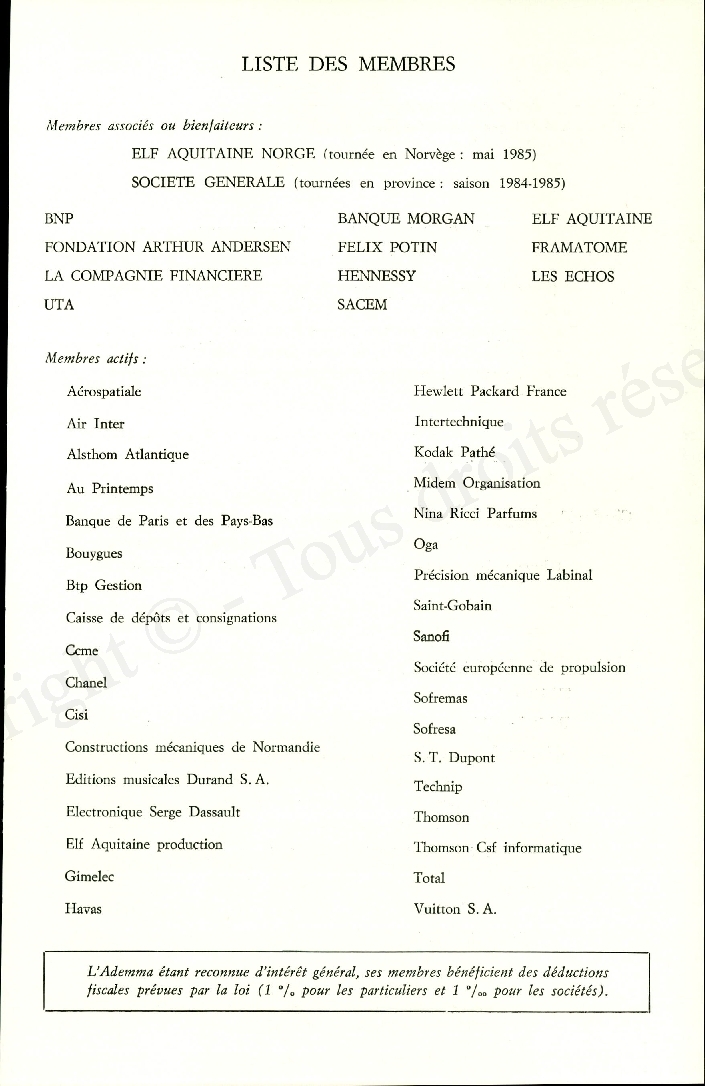 LISTE DES MEMBRES
Membres associés ou bienfaiteurs :
ELF AQUITAINE NORGE (tournée en Norvège : mai 1985)
SOCIETE GENERALE (tournées en province : saison 1984-1985)
BNP
FONDATION ARTHUR ANDERSEN
LA COMPAGNIE FINANCIERE
UTA
BANQUE MORGAN
FELIX POTIN
HENNESSY
SACEM
ELF AQUITAINE
FRAMATOME
LES ECHOS
Membres actifs :
Aérospatiale
Air Inter
Alsthom Atlantique
Au Printemps
Banque de Paris et des Pays-Bas
Bouygues
Btp Gestion
Caisse de dépôts et consignations
Ccme
Chanel
Cisi
Constructions mécaniques de Normandie
Editions musicales Durand S. A.
Electronique Serge Dassault
Elf Aquitaine production
Gimelec
Havas
Hewlett Packard France
Intertechnique
Kodak Pathé
Midem Organisation
Nina Ricci Parfums
Oga
Précision mécanique Labinal
Saint-Gobain
Sanofi
Société européenne de propulsion
Sofremas
Sofresa
S. T. Dupont
Technip
Thomson
Thomson Csf informatique
Total
Vuitton S. A.
L'Ademma étant reconnue d'intérêt général, ses membres bénéficient des déductions
fiscales prévues par la loi (1 % pour les particuliers et 1 ‰ pour les sociétés).
right © - Tous droits rése